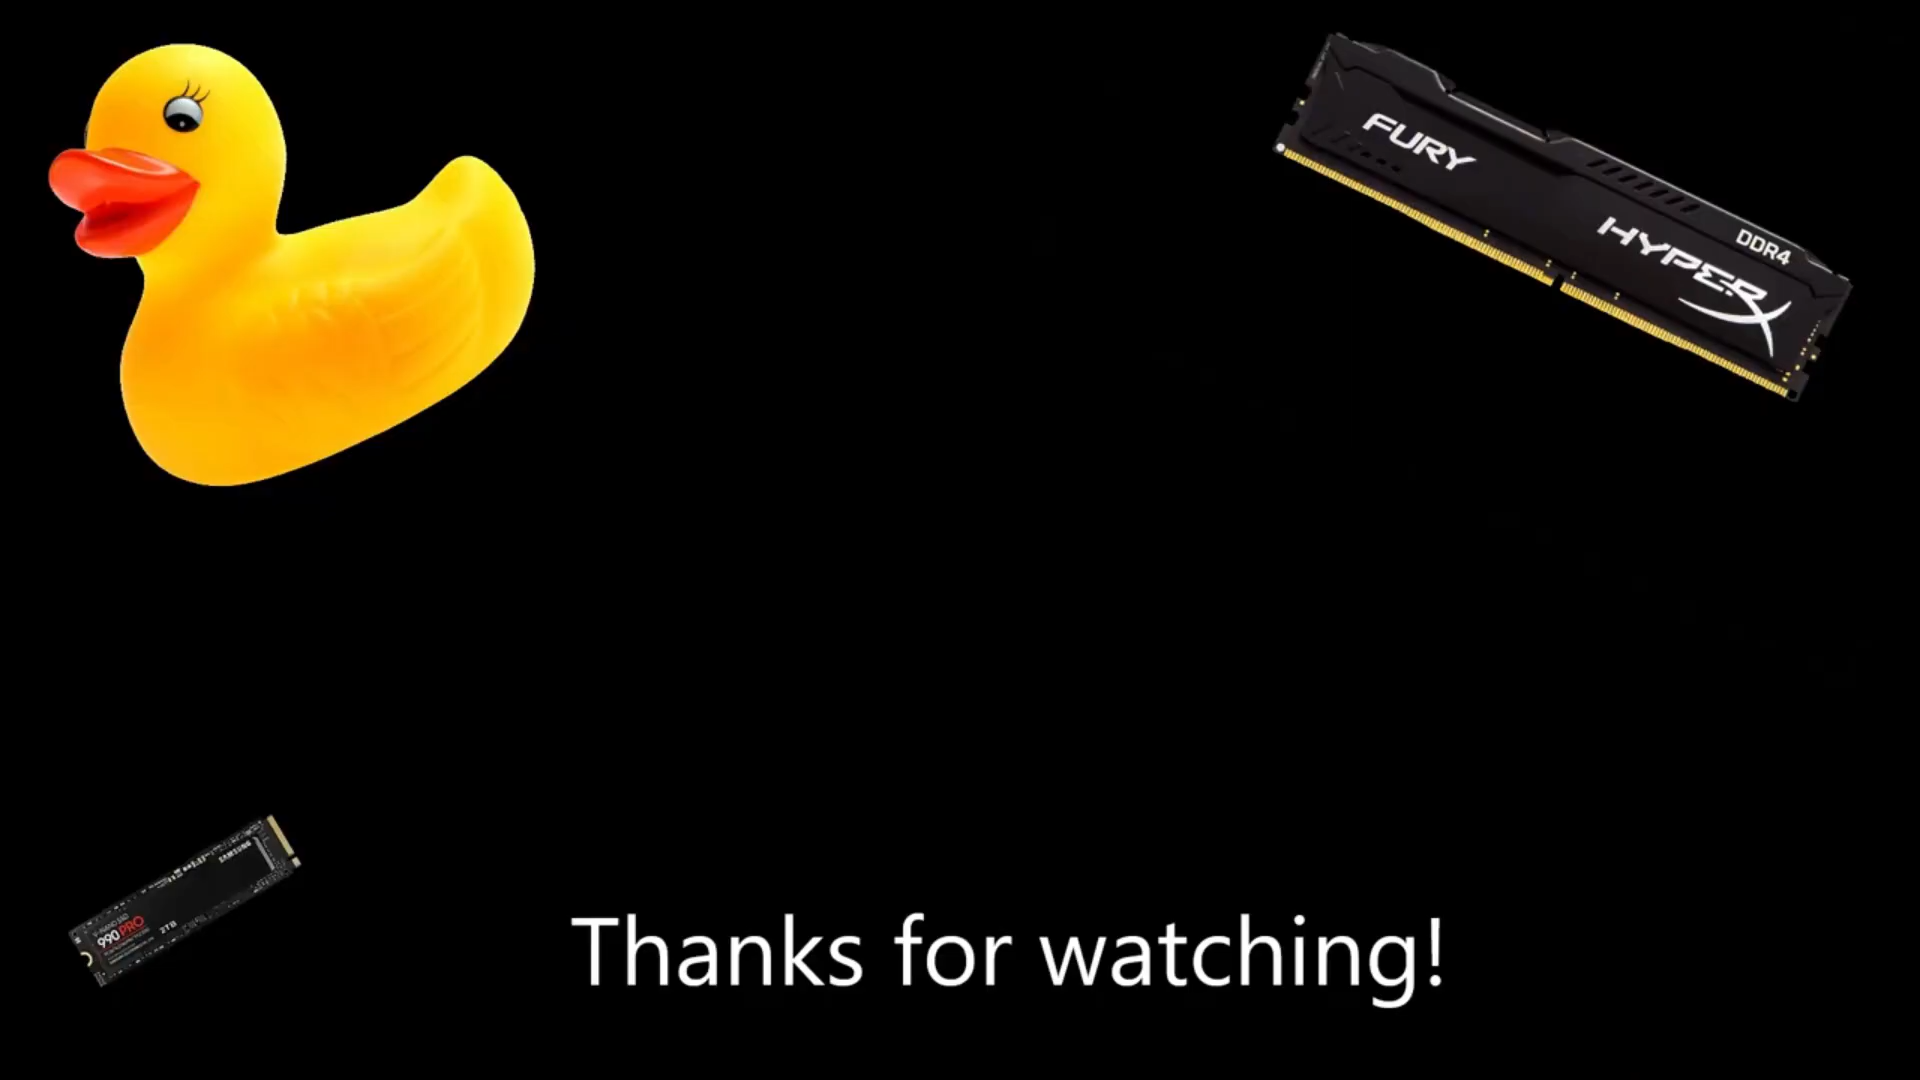 FURY
DDR4
HYPERX
SAMSUNG
990 PRO
2TB
Thanks for watching!